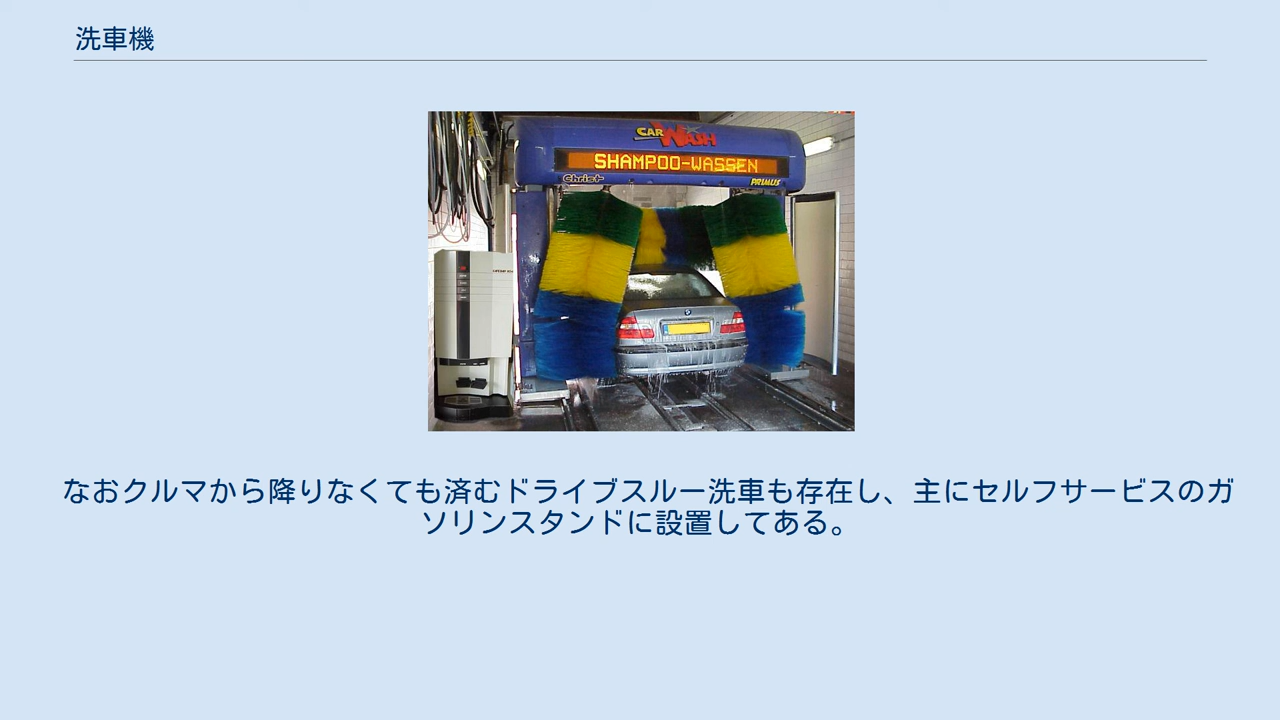 洗車機
CAR WASH
SHAMPOO-WASSEN
Christ
PRIMUS
なおクルマから降りなくても済むドライブスルー洗車も存在し、主にセルフサービスのガ
ソリンスタンドに設置してある。